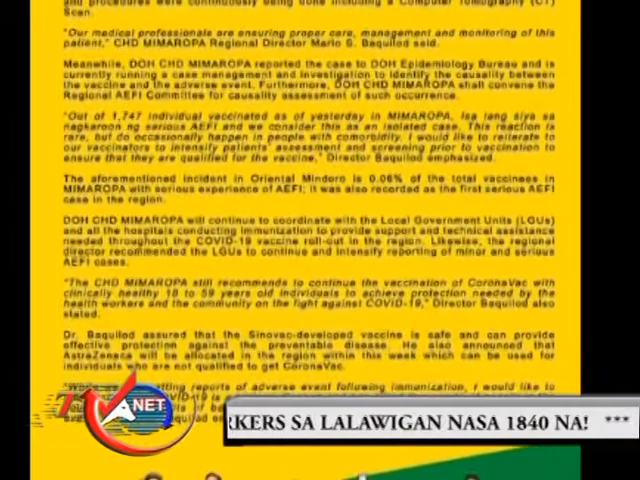 and procedures were continuously being done including a Computer Tomography (CT)
Scan.
"Our medical professionals are ensuring proper care, management and monitoring of this
patient," CHD MIMAROPA Regional Director Mario S. Baquilod said.
Meanwhile, DOH CHD MIMAROPA reported the case to DOH Epidemiology Bureau and is
currently running a case management and investigation to identify the causality between
the vaccine and the adverse event. Furthermore, DOH CHD MIMAROPA shall convene the
Regional AEFI Committee for causality assessment of such occurrence.
"Out of 1,747 individual vaccinated as of yesterday in MIMAROPA, isa lang siya sa
nagkaroon ng serious AEFI and we consider this as an isolated case. This reaction is
rare, but do occasionally happen in people with comorbidity. I would like to reiterate to
our vaccinators to intensify patients' assessment and screening prior to vaccination to
ensure that they are qualified for the vaccine," Director Baquilod emphasized.
The aforementioned incident in Oriental Mindoro is 0.06% of the total vaccinees in
MIMAROPA with serious experience of AEFI; it was also recorded as the first serious AEFI
case in the region.
DOH CHD MIMAROPA will continue to coordinate with the Local Government Units (LGUs)
and all the hospitals conducting immunization to provide support and technical assistance
needed throughout the COVID-19 vaccine roll-out in the region. Likewise, the regional
director recommended the LGUs to continue and intensify reporting of minor and serious
AEFI cases.
"The CHD MIMAROPA still recommends to continue the vaccination of CoronaVac with
clinically healthy 18 to 59 years old individuals to achieve protection needed by the
health workers and the community on the fight against COVID-19," Director Baquilod also
stated.
Dr. Baquilod assured that the Sinovac-developed vaccine is safe and can provide
effective protection against the preventable disease. He also announced that
AstraZeneca will be allocated in the region within this week which can be used for
individuals who are not qualified to get CoronaVac.
reports of adverse event following immunization, I would like to
TV NET
RKERS SA LALAWIGAN NASA 1840 NA! ***